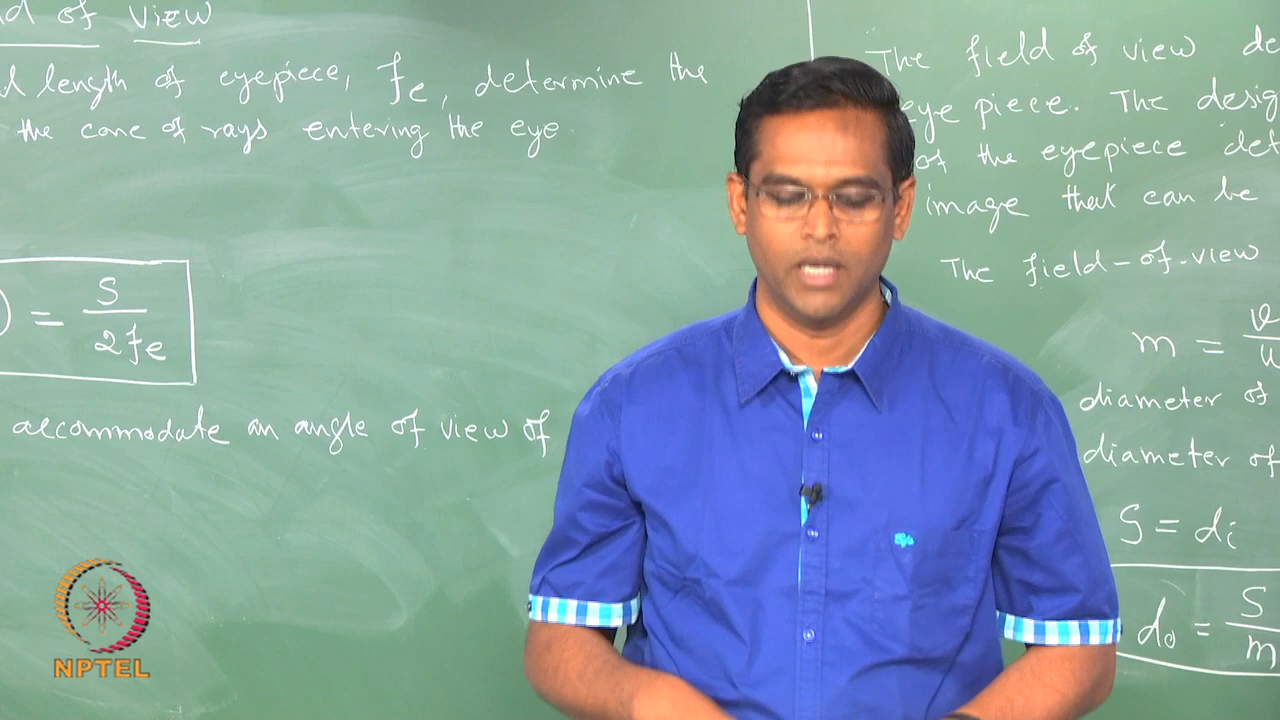 of view
length of eyepiece, fe, determine the
the cone of rays entering the eye
) = S / 2fe
accommodate an angle of view of
The field of view de
eye piece. The desig
of the eyepiece det
image that can be
The field-of-view
m = v / u
diameter of
diameter of
S = di
do = S / m
NPTEL